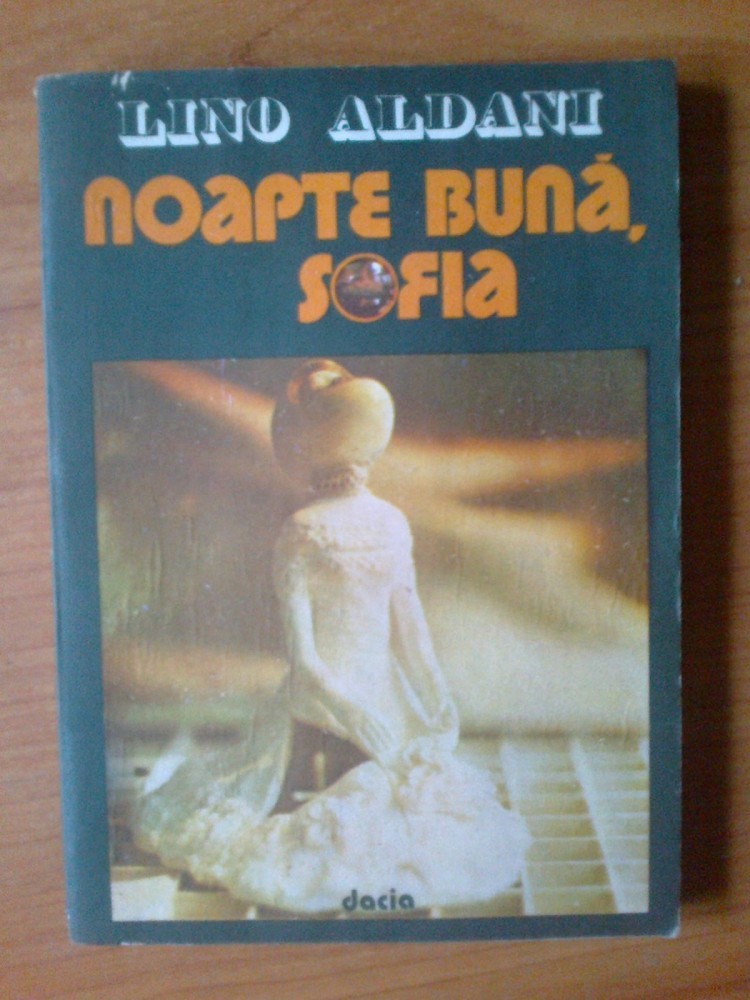 LINO ALDANI
NOAPTE BUNĂ,
SOFIA
dacia